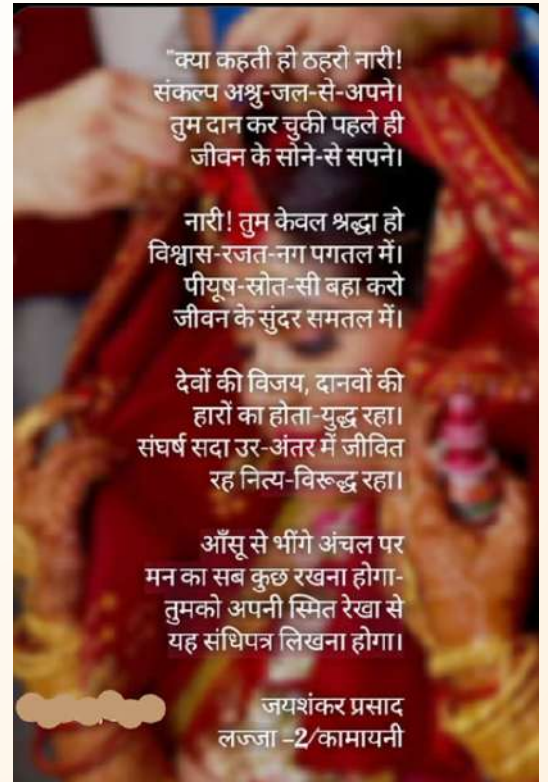 "क्या कहती हो ठहरो नारी!
संकल्प अश्रु-जल-से-अपने।
तुम दान कर चुकी पहले ही
जीवन के सोने-से सपने।
नारी! तुम केवल श्रद्धा हो
विश्वास-रजत-नग पगतल में।
पीयूष-स्रोत-सी बहा करो
जीवन के सुंदर समतल में।
देवों की विजय, दानवों की
हारों का होता-युद्ध रहा।
संघर्ष सदा उर-अंतर में जीवित
रह नित्य-विरूद्ध रहा।
आँसू से भींगे अंचल पर
मन का सब कुछ रखना होगा-
तुमको अपनी स्मित रेखा से
यह संधिपत्र लिखना होगा।
जयशंकर प्रसाद
लज्जा –2/कामायनी